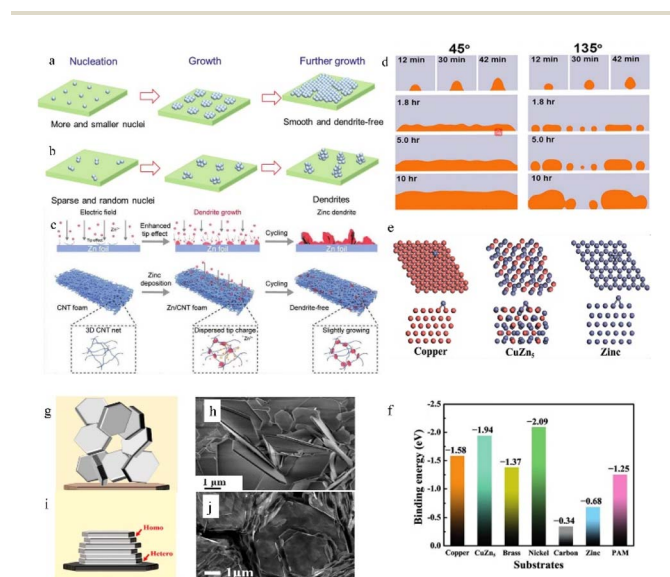 a
Nucleation
Growth
Further growth
More and smaller nuclei
Smooth and dendrite-free
b
Sparse and random nuclei
Dendrites
c
Electric field
Enhanced tip effect
Dendrite growth
Cycling
Zinc dendrite
Zn foil
Zn foil
Zn foil
Zinc deposition
Cycling
CNT foam
Zn/CNT foam
Dendrite-free
3D CNT net
Dispersed tip charge
Zn²⁺
Slightly growing
d
45°
135°
12 min
30 min
42 min
12 min
30 min
42 min
1.8 hr
1.8 hr
5.0 hr
5.0 hr
10 hr
10 hr
e
Copper
CuZn₅
Zinc
g
h
1 μm
i
Homo
Hetero
j
1μm
f
Binding energy (eV)
-2.5
-2.0
-1.5
-1.0
-0.5
0.0
−1.58
−1.94
−1.37
−2.09
−0.34
−0.68
−1.25
Copper CuZn₅ Brass Nickel Carbon Zinc PAM
Substrates